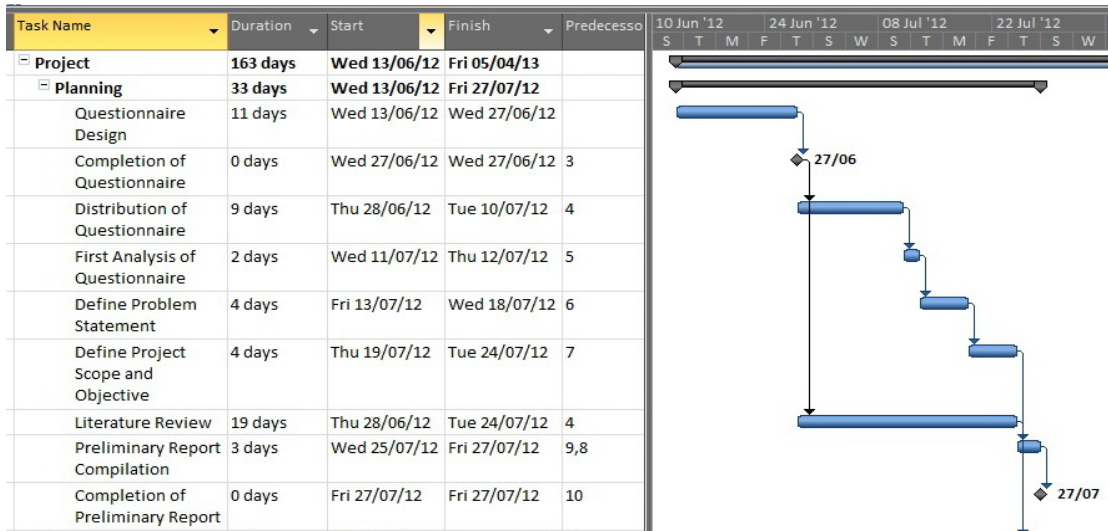 Task Name Duration Start Finish Predecesso 10 Jun '12 24 Jun '12 08 Jul '12 22 Jul '12
S T M F T S W S T M F T S W
Project 163 days Wed 13/06/12 Fri 05/04/13
Planning 33 days Wed 13/06/12 Fri 27/07/12
Questionnaire 11 days Wed 13/06/12 Wed 27/06/12
Design
Completion of 0 days Wed 27/06/12 Wed 27/06/12 3 27/06
Questionnaire
Distribution of 9 days Thu 28/06/12 Tue 10/07/12 4
Questionnaire
First Analysis of 2 days Wed 11/07/12 Thu 12/07/12 5
Questionnaire
Define Problem 4 days Fri 13/07/12 Wed 18/07/12 6
Statement
Define Project 4 days Thu 19/07/12 Tue 24/07/12 7
Scope and
Objective
Literature Review 19 days Thu 28/06/12 Tue 24/07/12 4
Preliminary Report 3 days Wed 25/07/12 Fri 27/07/12 9,8
Compilation
Completion of 0 days Fri 27/07/12 Fri 27/07/12 10 27/07
Preliminary Report